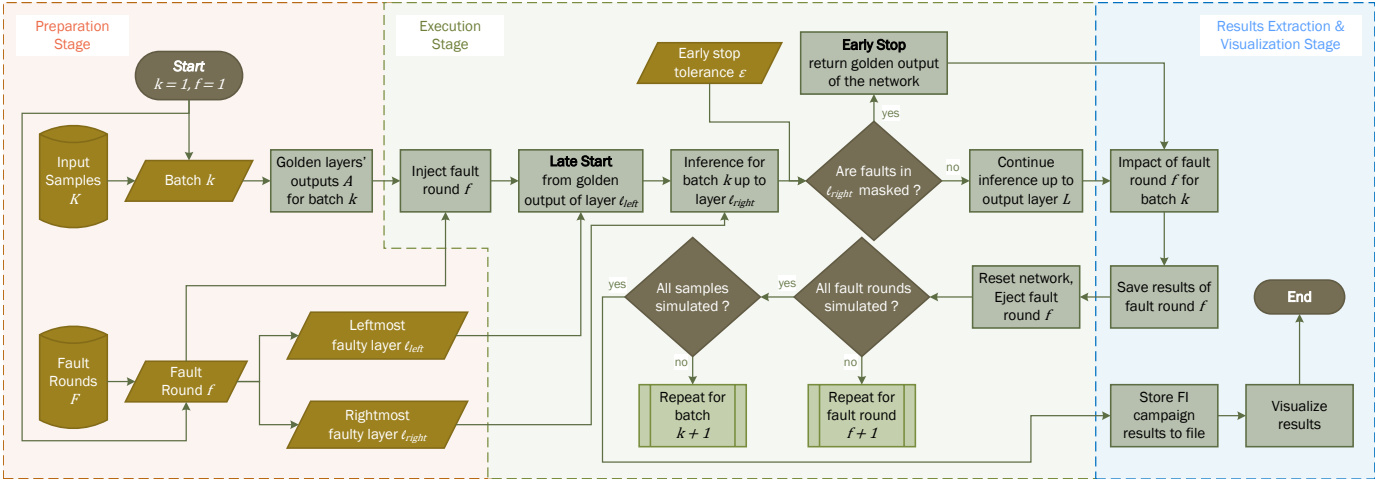 Preparation
Stage
Execution
Stage
Results Extraction &
Visualization Stage
Start
k = 1, f = 1
Early stop
tolerance ε
Early Stop
return golden output
of the network
yes
Input
Samples
K
Batch k
Golden layers'
outputs A
for batch k
Inject fault
round f
Late Start
from golden
output of layer ℓleft
Inference for
batch k up to
layer ℓright
Are faults in
ℓright masked ?
no
Continue
inference up to
output layer L
Impact of fault
round f for
batch k
yes
All samples
simulated ?
yes
All fault rounds
simulated ?
Reset network,
Eject fault
round f
Save results of
fault round f
End
Leftmost
faulty layer ℓleft
Fault
Rounds
F
Fault
Round f
Rightmost
faulty layer ℓright
no
no
Repeat for
batch
k + 1
Repeat for
fault round
f + 1
Store FI
campaign
results to file
Visualize
results